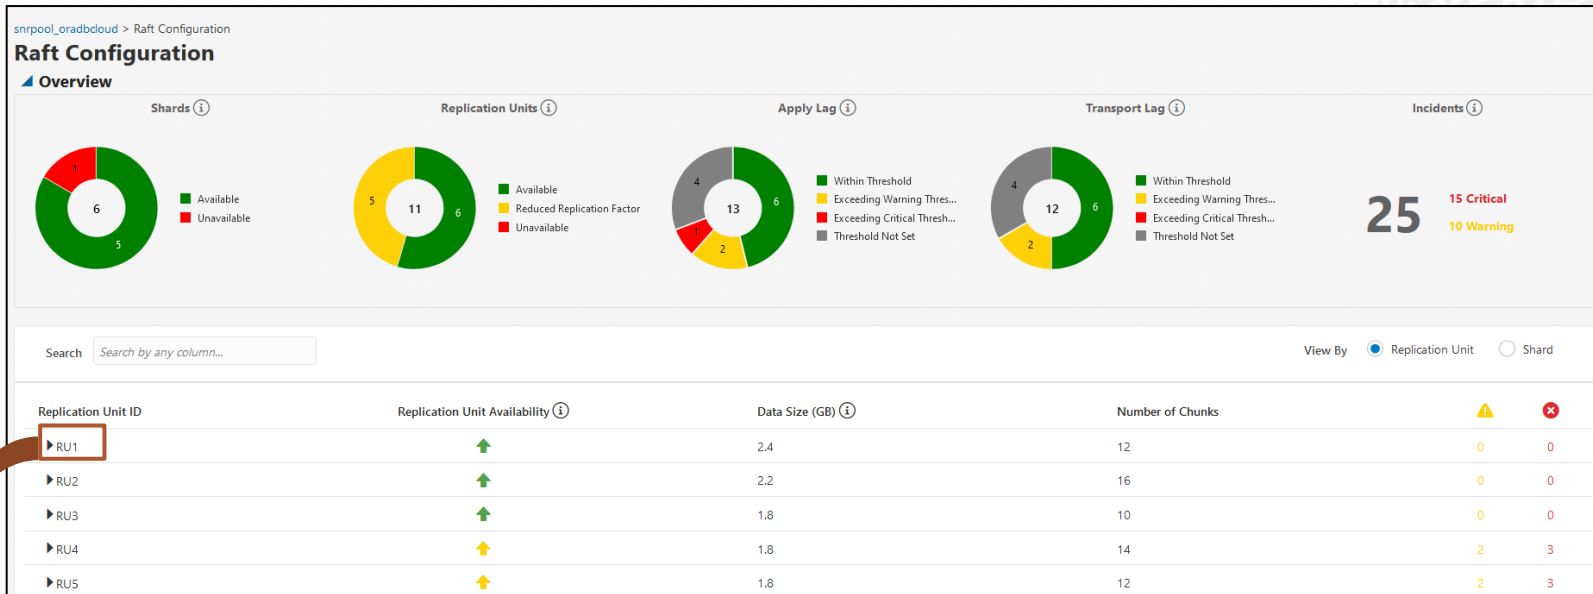 snrpool_oradbcloud > Raft Configuration
Raft Configuration
Overview
Shards
Replication Units
Apply Lag
Transport Lag
Incidents
1
6
5
Available
Unavailable
5
11
6
Available
Reduced Replication Factor
Unavailable
4
13
6
1
2
Within Threshold
Exceeding Warning Thres...
Exceeding Critical Thresh...
Threshold Not Set
4
12
6
2
Within Threshold
Exceeding Warning Thres...
Exceeding Critical Thresh...
Threshold Not Set
25
15 Critical
10 Warning
Search Search by any column... View By Replication Unit Shard
Replication Unit ID Replication Unit Availability Data Size (GB) Number of Chunks
RU1 2.4 12 0 0
RU2 2.2 16 0 0
RU3 1.8 10 0 0
RU4 1.8 14 2 3
RU5 1.8 12 2 3